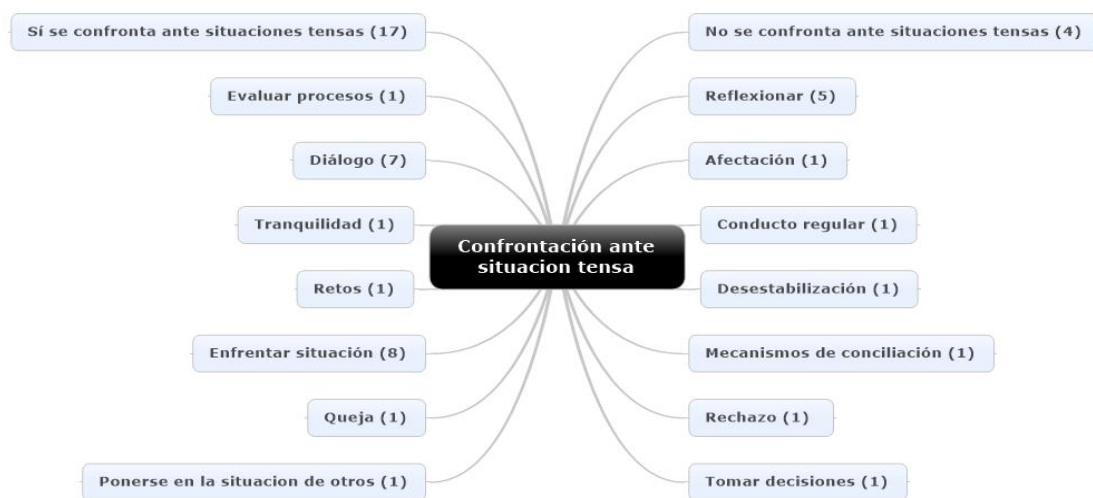 Sí se confronta ante situaciones tensas (17)
Evaluar procesos (1)
Diálogo (7)
Tranquilidad (1)
Retos (1)
Enfrentar situación (8)
Queja (1)
Ponerse en la situacion de otros (1)
Confrontación ante
situacion tensa
No se confronta ante situaciones tensas (4)
Reflexionar (5)
Afectación (1)
Conducto regular (1)
Desestabilización (1)
Mecanismos de conciliación (1)
Rechazo (1)
Tomar decisiones (1)